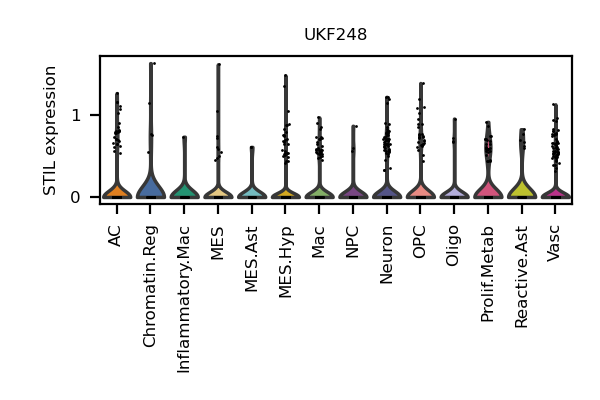 UKF248
STIL expression
1
0
AC
Chromatin.Reg
Inflammatory.Mac
MES
MES.Ast
MES.Hyp
Mac
NPC
Neuron
OPC
Oligo
Prolif.Metab
Reactive.Ast
Vasc